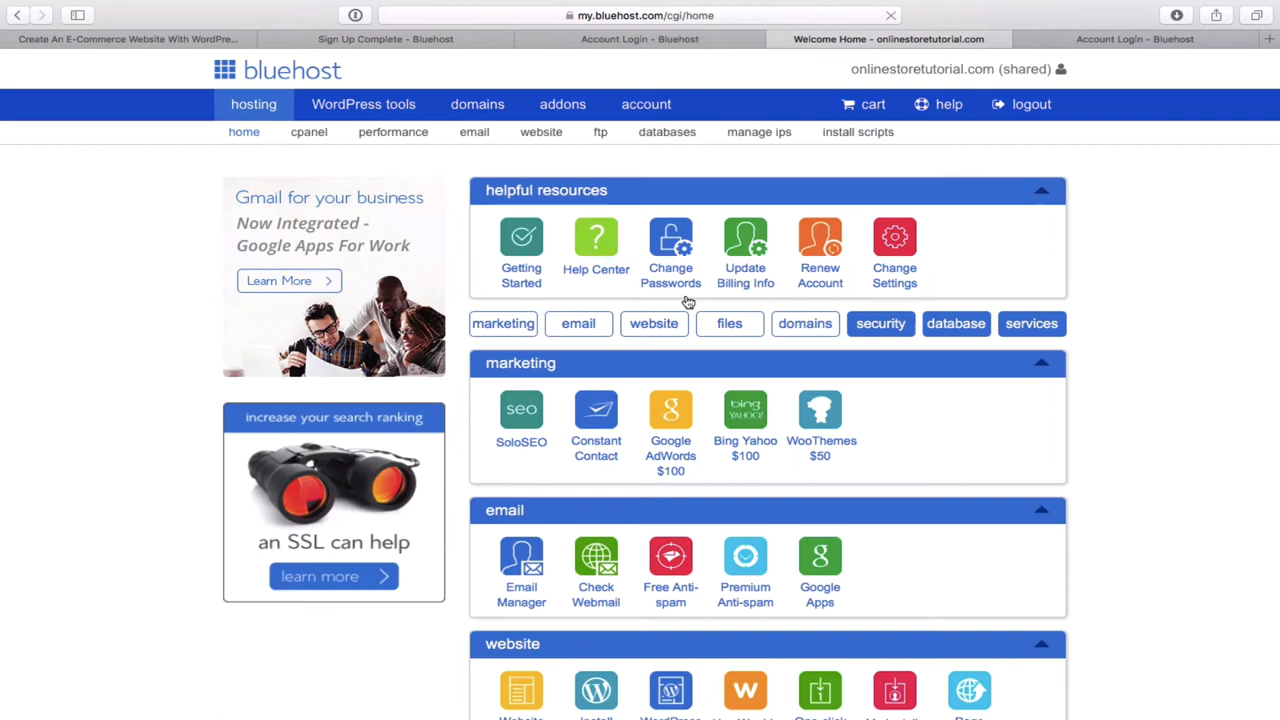 my.bluehost.com/cgi/home
Create An E-Commerce Website With WordPre...
Sign Up Complete - Bluehost
Account Login - Bluehost
Welcome Home - onlinestoretutorial.com
Account Login - Bluehost
bluehost
onlinestoretutorial.com (shared)
hosting
WordPress tools
domains
addons
account
cart
help
logout
home
cpanel
performance
email
website
ftp
databases
manage ips
install scripts
Gmail for your business
Now Integrated -
Google Apps For Work
Learn More
increase your search ranking
an SSL can help
learn more
helpful resources
Getting
Started
Help Center
Change
Passwords
Update
Billing Info
Renew
Account
Change
Settings
marketing
email
website
files
domains
security
database
services
marketing
seo
SoloSEO
Constant
Contact
Google
AdWords
$100
bing
YAHOO!
Bing Yahoo
$100
WooThemes
$50
email
Email
Manager
Check
Webmail
Free Anti-
spam
Premium
Anti-spam
Google
Apps
website